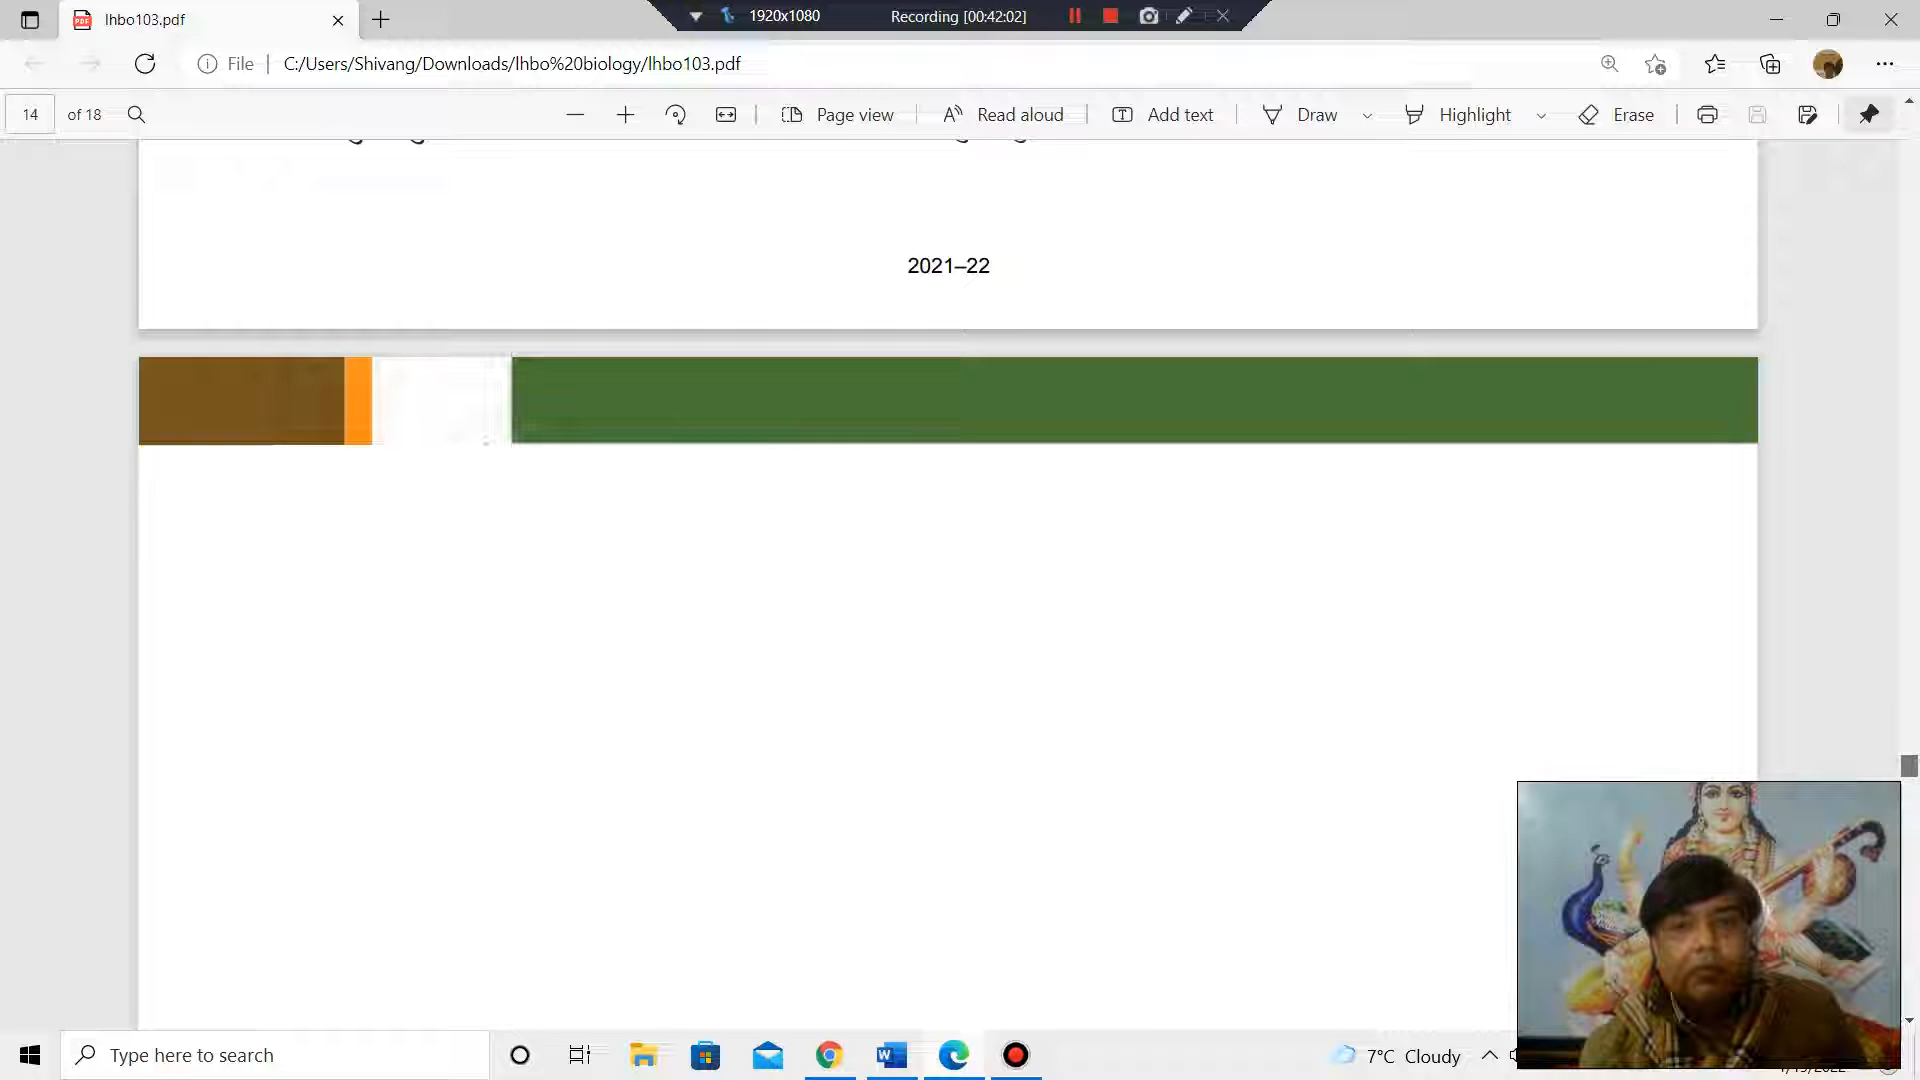 lhbo103.pdf
1920x1080
Recording [00:42:02]
File
C:/Users/Shivang/Downloads/lhbo%20biology/lhbo103.pdf
14 of 18
Page view
Read aloud
Add text
Draw
Highlight
Erase
2021–22
Type here to search
7°C Cloudy